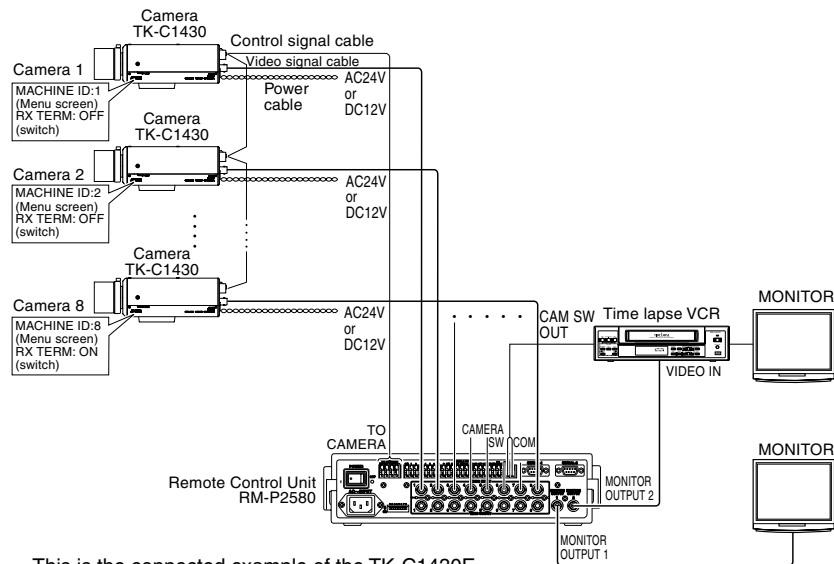 Camera
TK-C1430
Control signal cable
Video signal cable
Camera 1
MACHINE ID:1
(Menu screen)
RX TERM: OFF
(switch)
Power
cable
AC24V
or
DC12V
Camera
TK-C1430
Camera 2
MACHINE ID:2
(Menu screen)
RX TERM: OFF
(switch)
AC24V
or
DC12V
Camera
TK-C1430
Camera 8
MACHINE ID:8
(Menu screen)
RX TERM: ON
(switch)
AC24V
or
DC12V
CAM SW
OUT
Time lapse VCR
VIDEO IN
MONITOR
TO
CAMERA
CAMERA
SW
COM
Remote Control Unit
RM-P2580
MONITOR
OUTPUT 2
MONITOR
OUTPUT 1
MONITOR